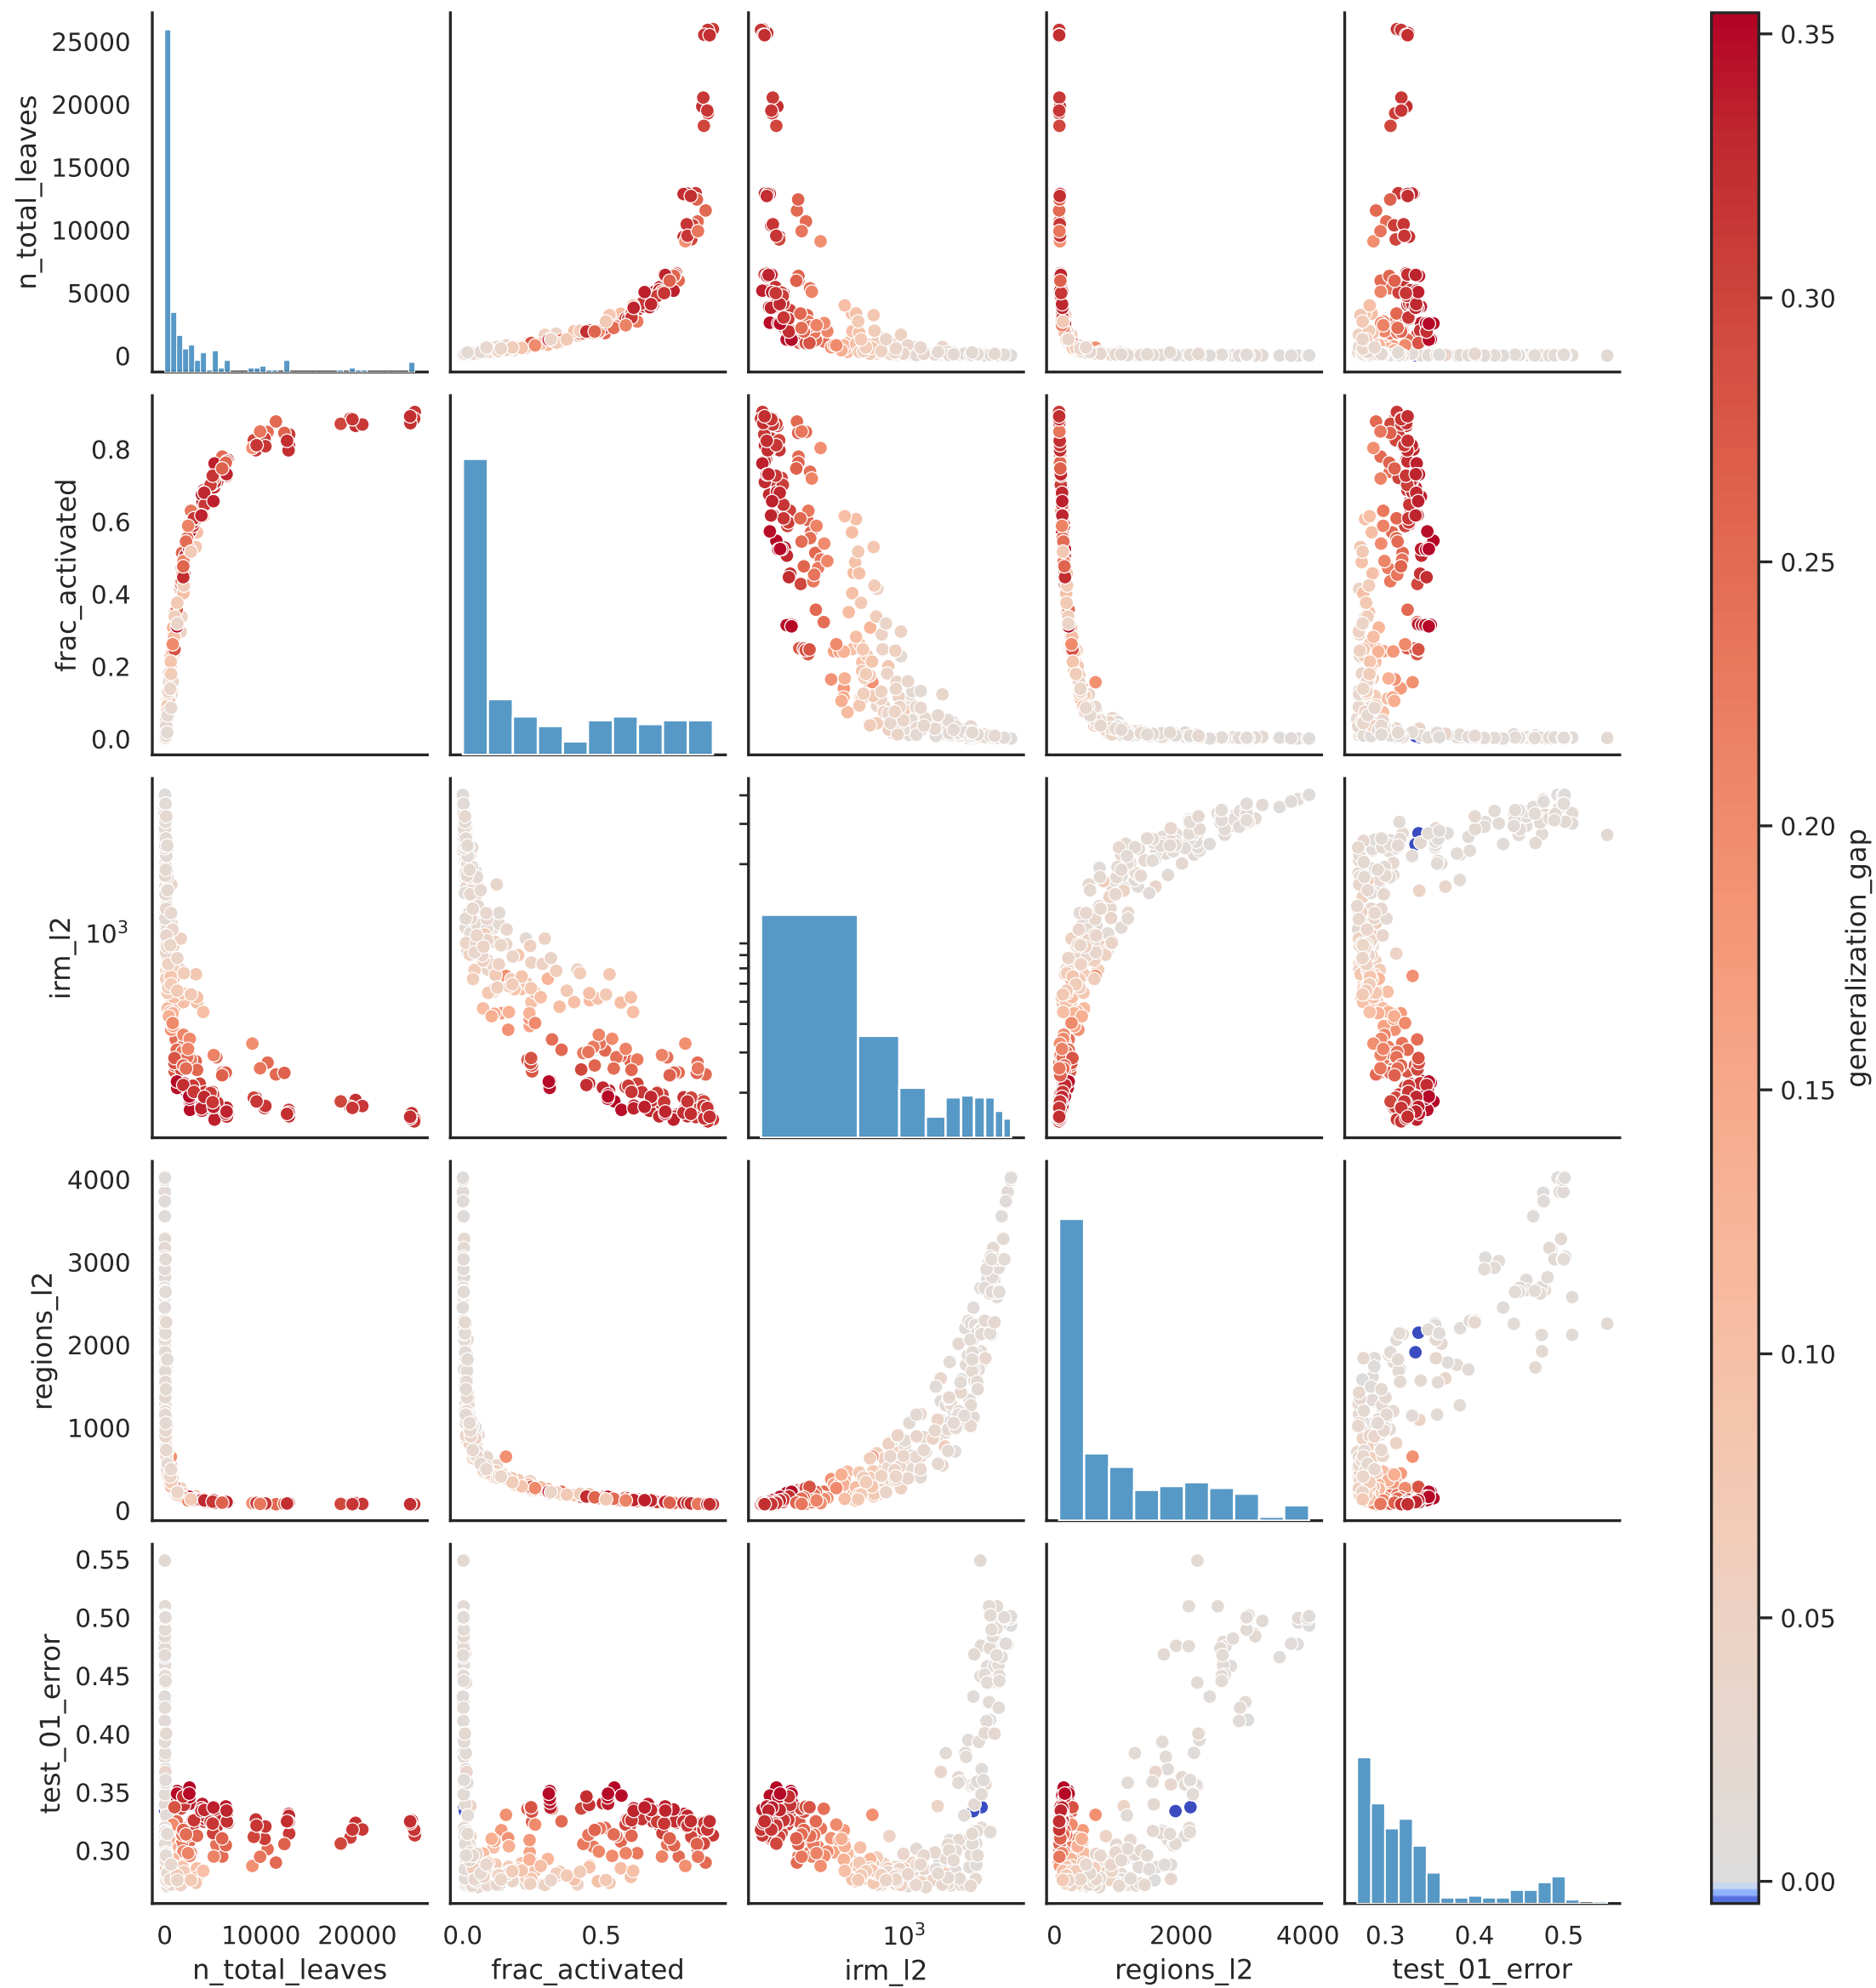 25000
20000
15000
10000
5000
0
n_total_leaves
0.8
0.6
0.4
0.2
0.0
frac_activated
10³
irm_l2
4000
3000
2000
1000
0
regions_l2
0.55
0.50
0.45
0.40
0.35
0.30
test_01_error
0 10000 20000
n_total_leaves
0.0 0.5
frac_activated
10³
irm_l2
0 2000 4000
regions_l2
0.3 0.4 0.5
test_01_error
0.35
0.30
0.25
0.20
0.15
0.10
0.05
0.00
generalization_gap